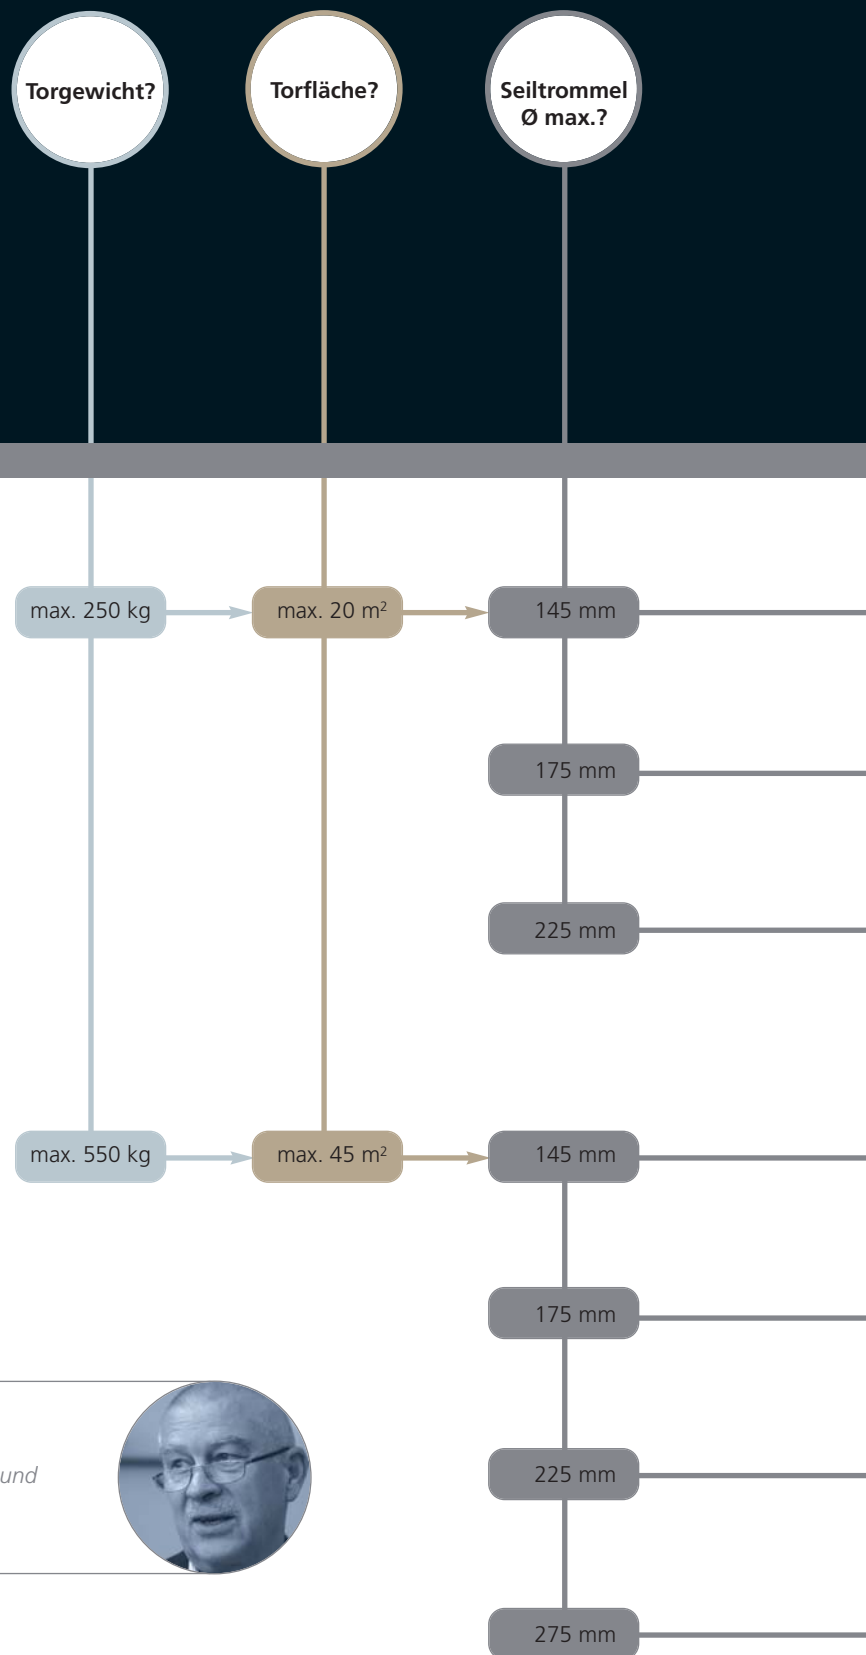 Torgewicht?
Torfläche?
Seiltrommel
Ø max.?
max. 250 kg
max. 20 m²
145 mm
175 mm
225 mm
max. 550 kg
max. 45 m²
145 mm
175 mm
und
225 mm
275 mm